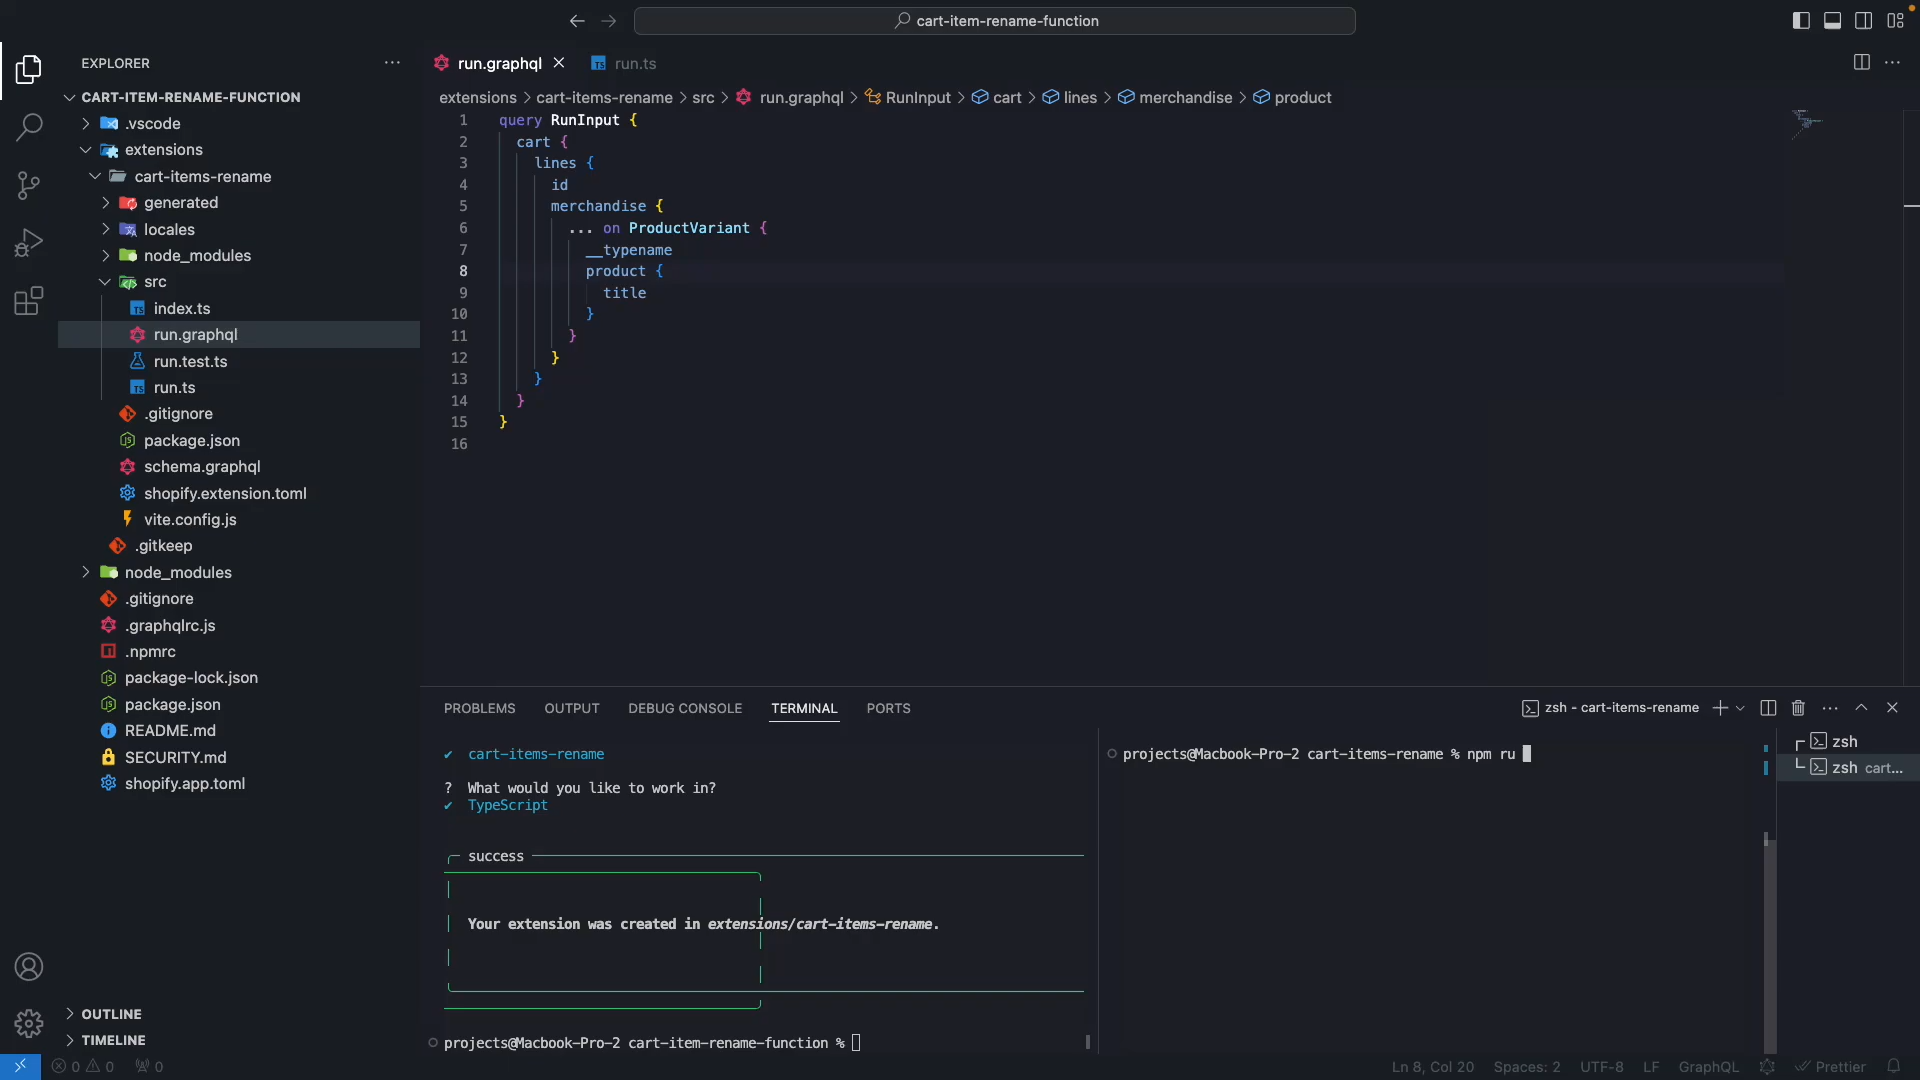 cart-item-rename-function
EXPLORER
CART-ITEM-RENAME-FUNCTION
.vscode
extensions
cart-items-rename
generated
locales
node_modules
src
index.ts
run.graphql
run.test.ts
run.ts
.gitignore
package.json
schema.graphql
shopify.extension.toml
vite.config.js
.gitkeep
node_modules
.gitignore
.graphqlrc.js
.npmrc
package-lock.json
package.json
README.md
SECURITY.md
shopify.app.toml
OUTLINE
TIMELINE
run.graphql
run.ts
extensions > cart-items-rename > src > run.graphql > RunInput > cart > lines > merchandise > product
1 query RunInput {
2 cart {
3 lines {
4 id
5 merchandise {
6 ... on ProductVariant {
7 __typename
8 product {
9 title
10 }
11 }
12 }
13 }
14 }
15 }
16
PROBLEMS OUTPUT DEBUG CONSOLE TERMINAL PORTS
zsh - cart-items-rename
✔ cart-items-rename
? What would you like to work in?
✔ TypeScript
success
Your extension was created in extensions/cart-items-rename.
projects@Macbook-Pro-2 cart-item-rename-function %
projects@Macbook-Pro-2 cart-items-rename % npm ru
zsh
zsh cart...
0 0 0
Ln 8, Col 20 Spaces: 2 UTF-8 LF GraphQL Prettier